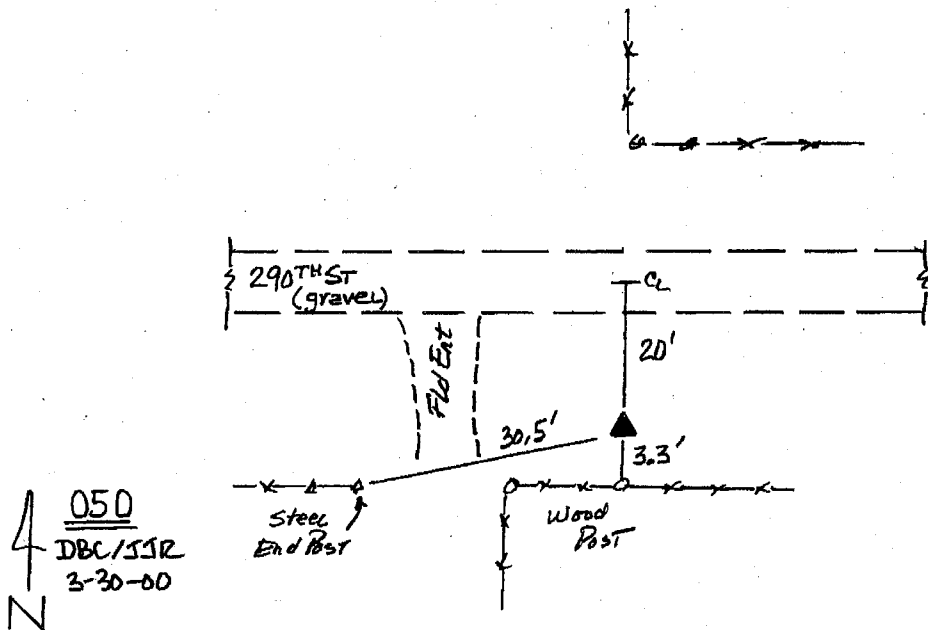 290TH ST
(gravel)
CL
20'
Fld Ent
30.5'
3.3'
Steel
End Post
Wood
Post
050
DBC/JJR
3-30-00
N